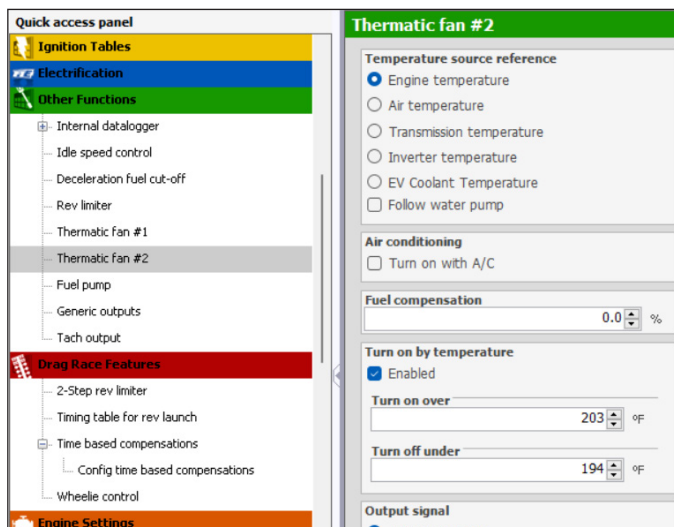 Quick access panel
Ignition Tables
Electrification
Other Functions
Internal datalogger
Idle speed control
Deceleration fuel cut-off
Rev limiter
Thermatic fan #1
Thermatic fan #2
Fuel pump
Generic outputs
Tach output
Drag Race Features
2-Step rev limiter
Timing table for rev launch
Time based compensations
Config time based compensations
Wheelie control
Engine Settings
Thermatic fan #2
Temperature source reference
Engine temperature
Air temperature
Transmission temperature
Inverter temperature
EV Coolant Temperature
Follow water pump
Air conditioning
Turn on with A/C
Fuel compensation
0.0 %
Turn on by temperature
Enabled
Turn on over
203 ºF
Turn off under
194 ºF
Output signal